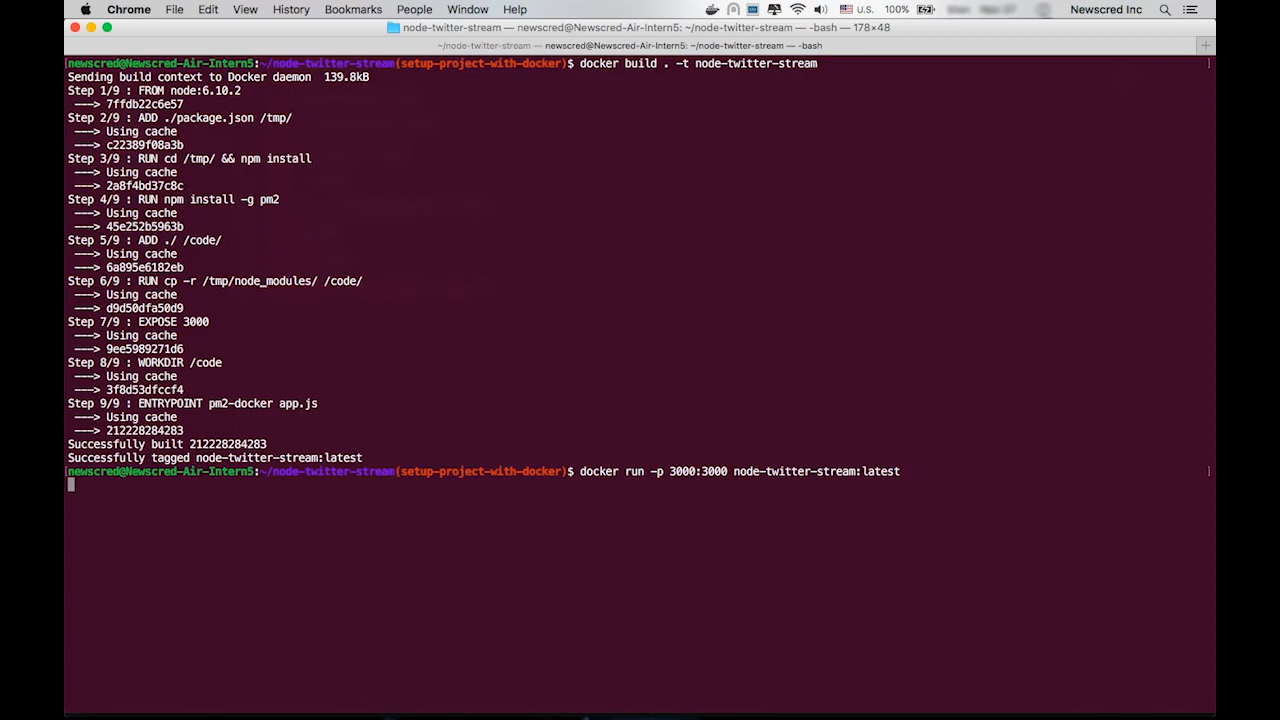 Chrome File Edit View History Bookmarks People Window Help U.S. 100% Newscred Inc
node-twitter-stream — newscred@Newscred-Air-Intern5: ~/node-twitter-stream — -bash — 178×48
~/node-twitter-stream — newscred@Newscred-Air-Intern5: ~/node-twitter-stream — -bash
newscred@Newscred-Air-Intern5:~/node-twitter-stream(setup-project-with-docker)$ docker build . -t node-twitter-stream
Sending build context to Docker daemon  139.8kB
Step 1/9 : FROM node:6.10.2
 ---> 7ffdb22c6e57
Step 2/9 : ADD ./package.json /tmp/
 ---> Using cache
 ---> c22389f08a3b
Step 3/9 : RUN cd /tmp/ && npm install
 ---> Using cache
 ---> 2a8f4bd37c8c
Step 4/9 : RUN npm install -g pm2
 ---> Using cache
 ---> 45e252b5963b
Step 5/9 : ADD ./ /code/
 ---> Using cache
 ---> 6a895e6182eb
Step 6/9 : RUN cp -r /tmp/node_modules/ /code/
 ---> Using cache
 ---> d9d50dfa50d9
Step 7/9 : EXPOSE 3000
 ---> Using cache
 ---> 9ee5989271d6
Step 8/9 : WORKDIR /code
 ---> Using cache
 ---> 3f8d53dfccf4
Step 9/9 : ENTRYPOINT pm2-docker app.js
 ---> Using cache
 ---> 212228284283
Successfully built 212228284283
Successfully tagged node-twitter-stream:latest
newscred@Newscred-Air-Intern5:~/node-twitter-stream(setup-project-with-docker)$ docker run -p 3000:3000 node-twitter-stream:latest